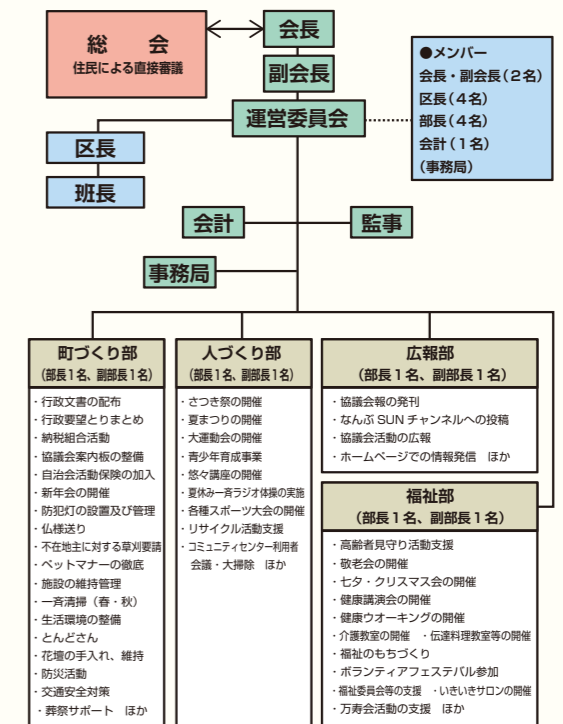 総　会
住民による直接審議
会長
副会長
運営委員会
●メンバー
会長・副会長（２名）
区長（４名）
部長（４名）
会計（１名）
（事務局）
区長
班長
会計
監事
事務局
町づくり部
（部長１名、副部長１名）
・行政文書の配布
・行政要望とりまとめ
・納税組合活動
・協議会案内板の整備
・自治会活動保険の加入
・新年会の開催
・防犯灯の設置及び管理
・仏様送り
・不在地主に対する草刈要請
・ペットマナーの徹底
・施設の維持管理
・一斉清掃（春・秋）
・生活環境の整備
・とんどさん
・花壇の手入れ、維持
・防災活動
・交通安全対策
・葬祭サポート　ほか
人づくり部
（部長１名、副部長１名）
・さつき祭の開催
・夏まつりの開催
・大運動会の開催
・青少年育成事業
・悠々講座の開催
・夏休み一斉ラジオ体操の実施
・各種スポーツ大会の開催
・リサイクル活動支援
・コミュニティセンター利用者
会議・大掃除　ほか
広報部
（部長１名、副部長１名）
・協議会報の発刊
・なんぶ SUN チャンネルへの投稿
・協議会活動の広報
・ホームページでの情報発信　ほか
福祉部
（部長１名、副部長１名）
・高齢者見守り活動支援
・敬老会の開催
・七夕・クリスマス会の開催
・健康講演会の開催
・健康ウオーキングの開催
・介護教室の開催　・伝達料理教室等の開催
・福祉のもちづくり
・ボランティアフェステバル参加
・福祉委員会等の支援　・いきいきサロンの開催
・万寿会活動の支援　ほか